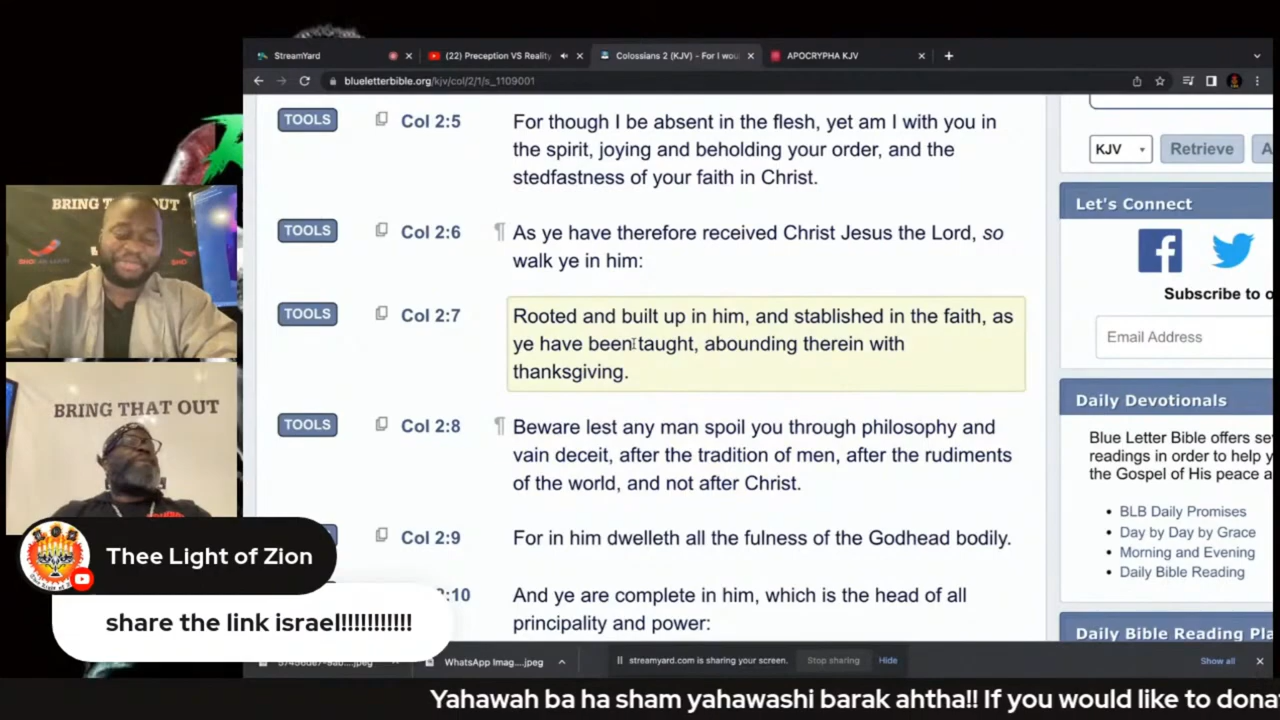 StreamYard
(22) Preception VS Reality
Colossians 2 (KJV) - For I wou
APOCRYPHA KJV
blueletterbible.org/kjv/col/2/1/s_1109001
TOOLS
Col 2:5
For though I be absent in the flesh, yet am I with you in
the spirit, joying and beholding your order, and the
stedfastness of your faith in Christ.
TOOLS
Col 2:6
¶ As ye have therefore received Christ Jesus the Lord, so
walk ye in him:
TOOLS
Col 2:7
Rooted and built up in him, and stablished in the faith, as
ye have been taught, abounding therein with
thanksgiving.
TOOLS
Col 2:8
¶ Beware lest any man spoil you through philosophy and
vain deceit, after the tradition of men, after the rudiments
of the world, and not after Christ.
Col 2:9
For in him dwelleth all the fulness of the Godhead bodily.
:10
And ye are complete in him, which is the head of all
principality and power:
KJV
Retrieve
A
Let's Connect
Subscribe to o
Email Address
Daily Devotionals
Blue Letter Bible offers se
readings in order to help y
the Gospel of His peace a
• BLB Daily Promises
• Day by Day by Grace
• Morning and Evening
• Daily Bible Reading
Daily Bible Reading Pla
BRING T OUT
BRING THAT OUT
Thee Light of Zion
share the link israel!!!!!!!!!!!
WhatsApp Imag....jpeg
streamyard.com is sharing your screen.
Stop sharing
Hide
Show all
Yahawah ba ha sham yahawashi barak ahtha!! If you would like to dona